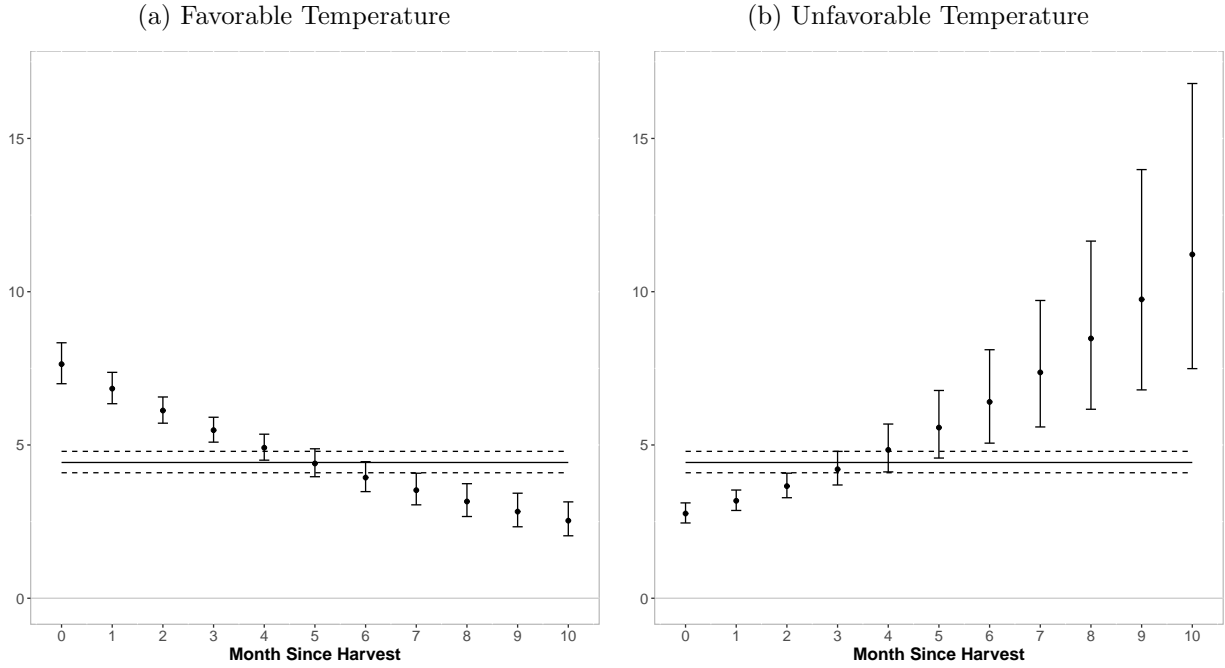 (a) Favorable Temperature
15
10
5
0
0 1 2 3 4 5 6 7 8 9 10
Month Since Harvest
(b) Unfavorable Temperature
15
10
5
0
0 1 2 3 4 5 6 7 8 9 10
Month Since Harvest